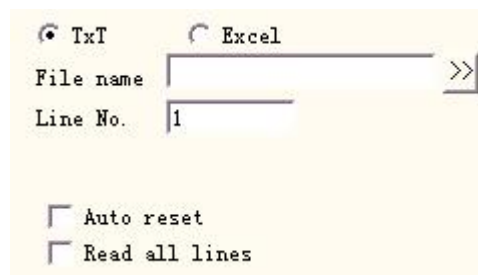 TxT Excel
File name >>
Line No. 1
Auto reset
Read all lines